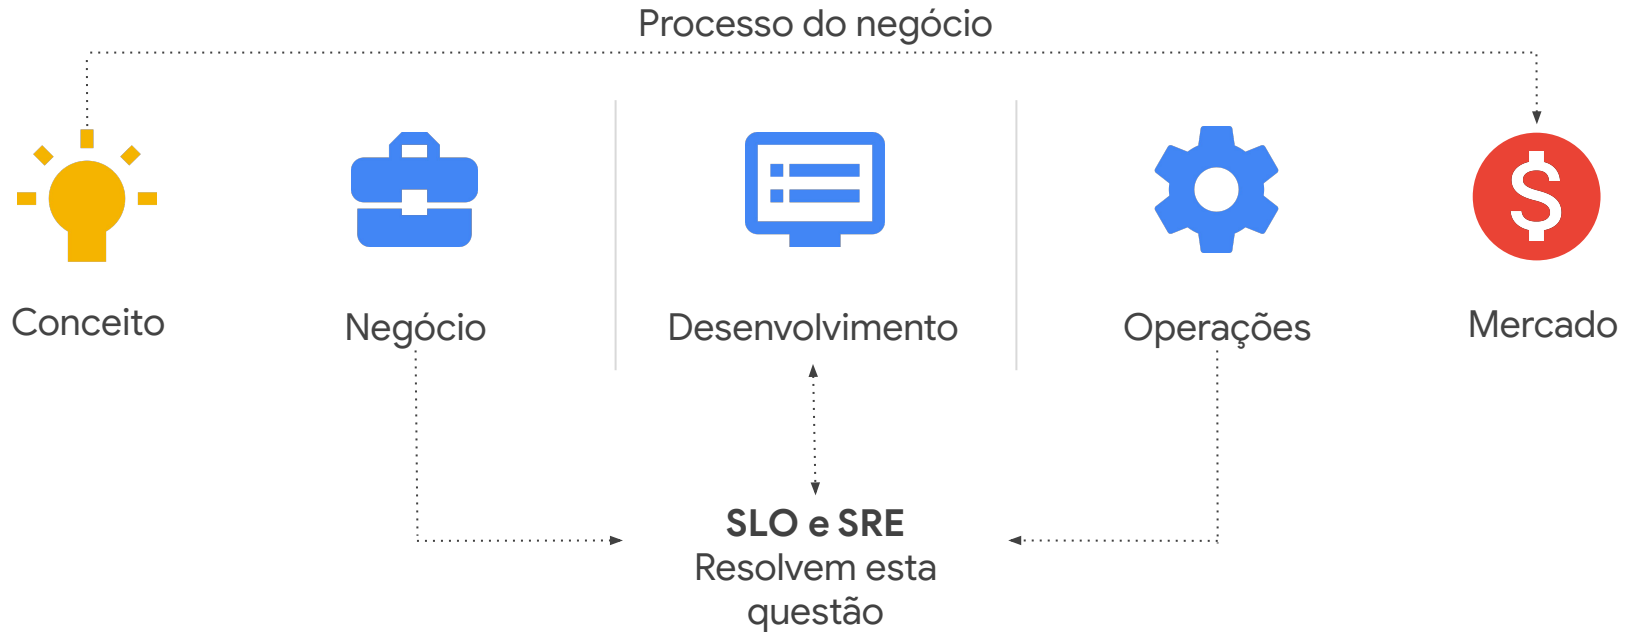 Processo do negócio
Conceito
Negócio
Desenvolvimento
Operações
Mercado
SLO e SRE
Resolvem esta
questão